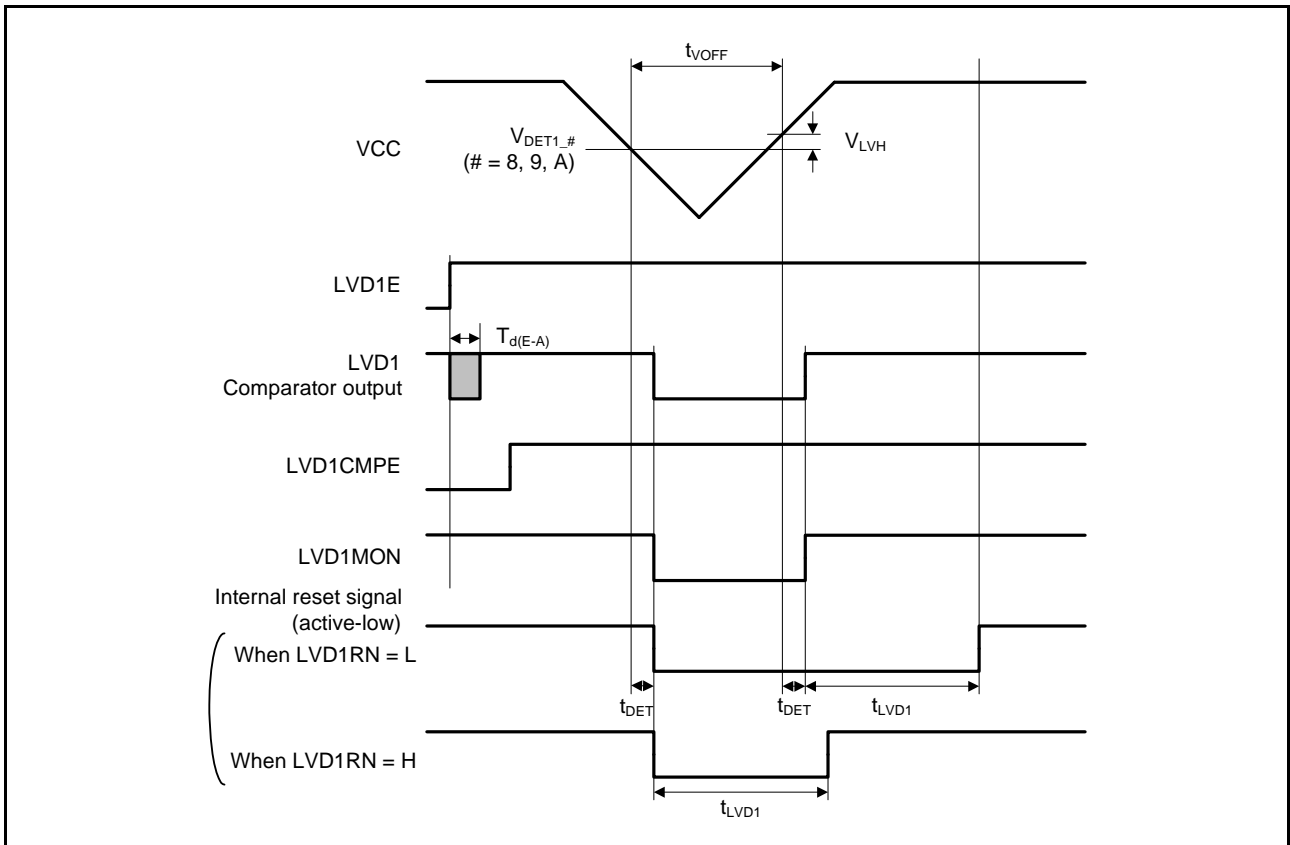 tVOFF
VCC
VDET1_#
(# = 8, 9, A)
VLVH
LVD1E
Td(E-A)
LVD1
Comparator output
LVD1CMPE
LVD1MON
Internal reset signal
(active-low)
When LVD1RN = L
tDET
tDET
tLVD1
When LVD1RN = H
tLVD1